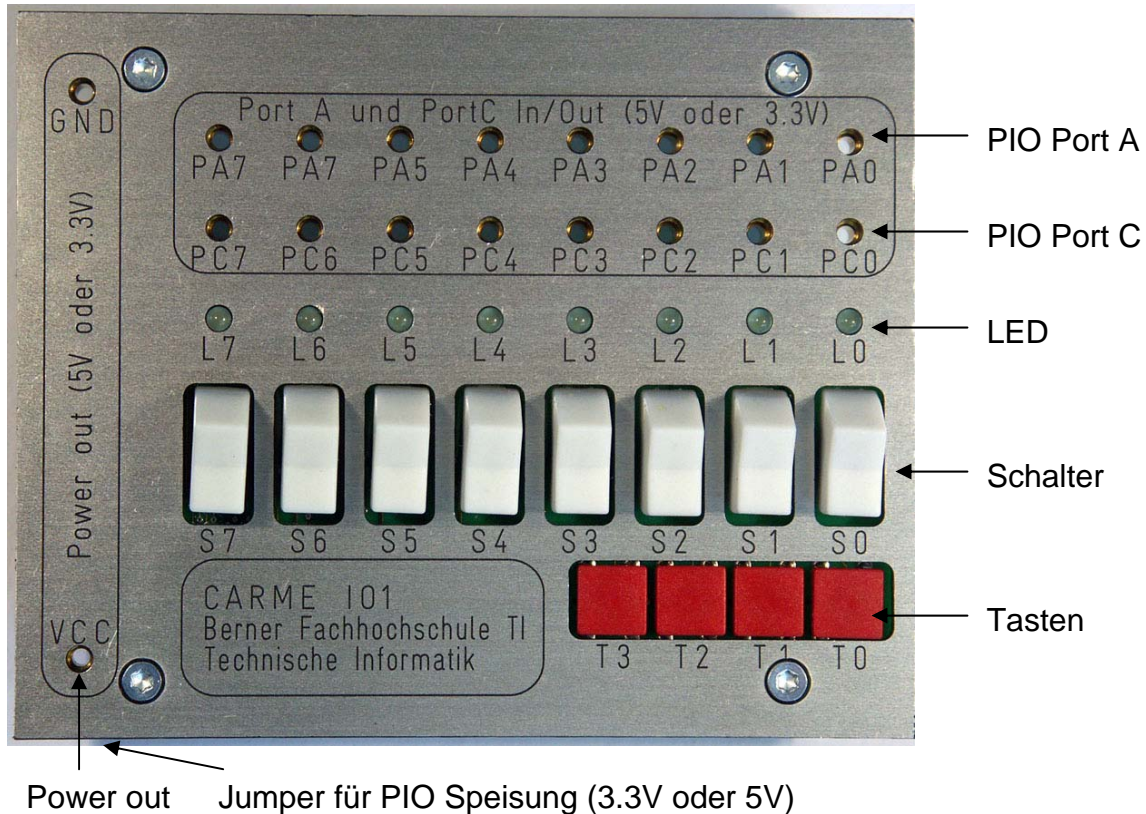 GND
Port A und PortC In/Out (5V oder 3.3V)
PA7 PA7 PA5 PA4 PA3 PA2 PA1 PA0
PIO Port A
PC7 PC6 PC5 PC4 PC3 PC2 PC1 PC0
PIO Port C
L7 L6 L5 L4 L3 L2 L1 L0
LED
Power out (5V oder 3.3V)
Schalter
S7 S6 S5 S4 S3 S2 S1 S0
CARME IO1
Berner Fachhochschule TI
Technische Informatik
Tasten
VCC
T3 T2 T1 T0
Power out
Jumper für PIO Speisung (3.3V oder 5V)